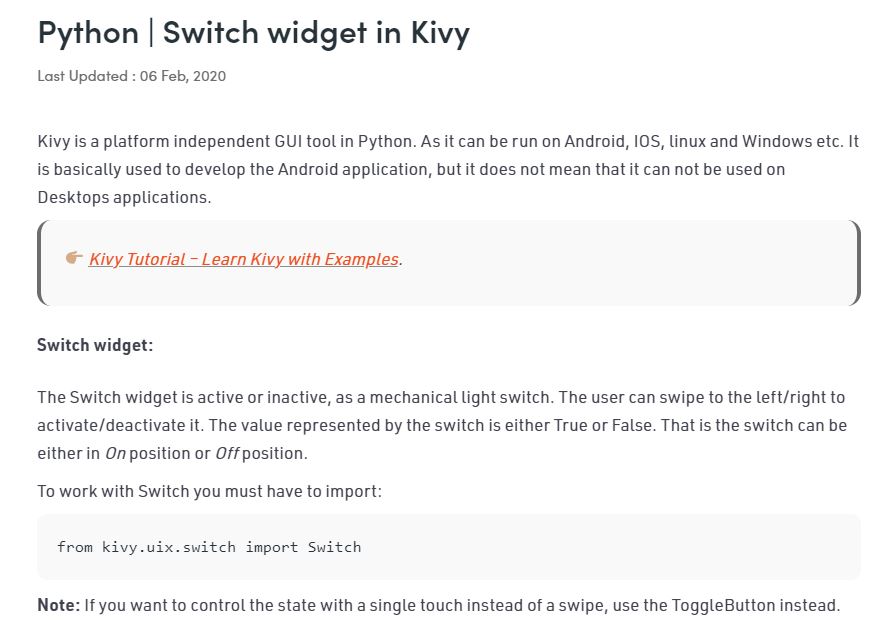 Python | Switch widget in Kivy
Last Updated : 06 Feb, 2020
Kivy is a platform independent GUI tool in Python. As it can be run on Android, IOS, linux and Windows etc. It
is basically used to develop the Android application, but it does not mean that it can not be used on
Desktops applications.
👉🏽 Kivy Tutorial – Learn Kivy with Examples.
Switch widget:
The Switch widget is active or inactive, as a mechanical light switch. The user can swipe to the left/right to
activate/deactivate it. The value represented by the switch is either True or False. That is the switch can be
either in On position or Off position.
To work with Switch you must have to import:
from kivy.uix.switch import Switch
Note: If you want to control the state with a single touch instead of a swipe, use the ToggleButton instead.